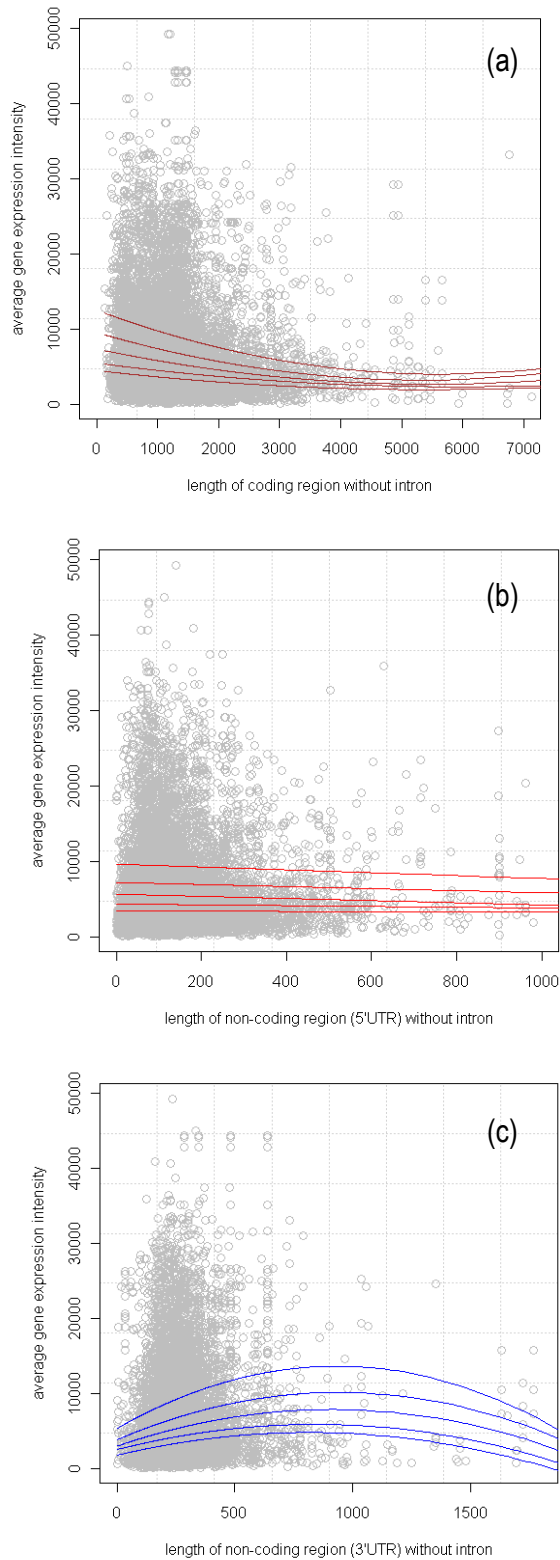 (a)
average gene expression intensity
50000
40000
30000
20000
10000
0
0 1000 2000 3000 4000 5000 6000 7000
length of coding region without intron
(b)
average gene expression intensity
50000
40000
30000
20000
10000
0
0 200 400 600 800 1000
length of non-coding region (5'UTR) without intron
(c)
average gene expression intensity
50000
40000
30000
20000
10000
0
0 500 1000 1500
length of non-coding region (3'UTR) without intron